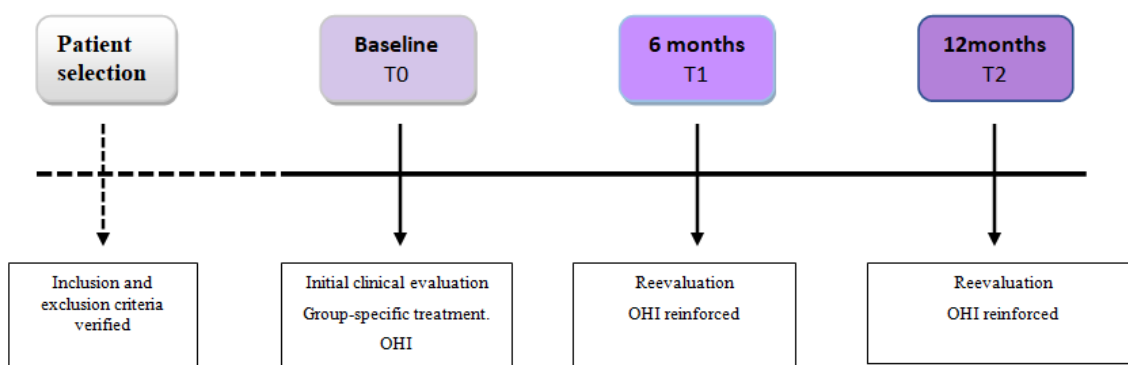 Patient
selection
Baseline
T0
6 months
T1
12months
T2
Inclusion and
exclusion criteria
verified
Initial clinical evaluation
Group-specific treatment.
OHI
Reevaluation
OHI reinforced
Reevaluation
OHI reinforced